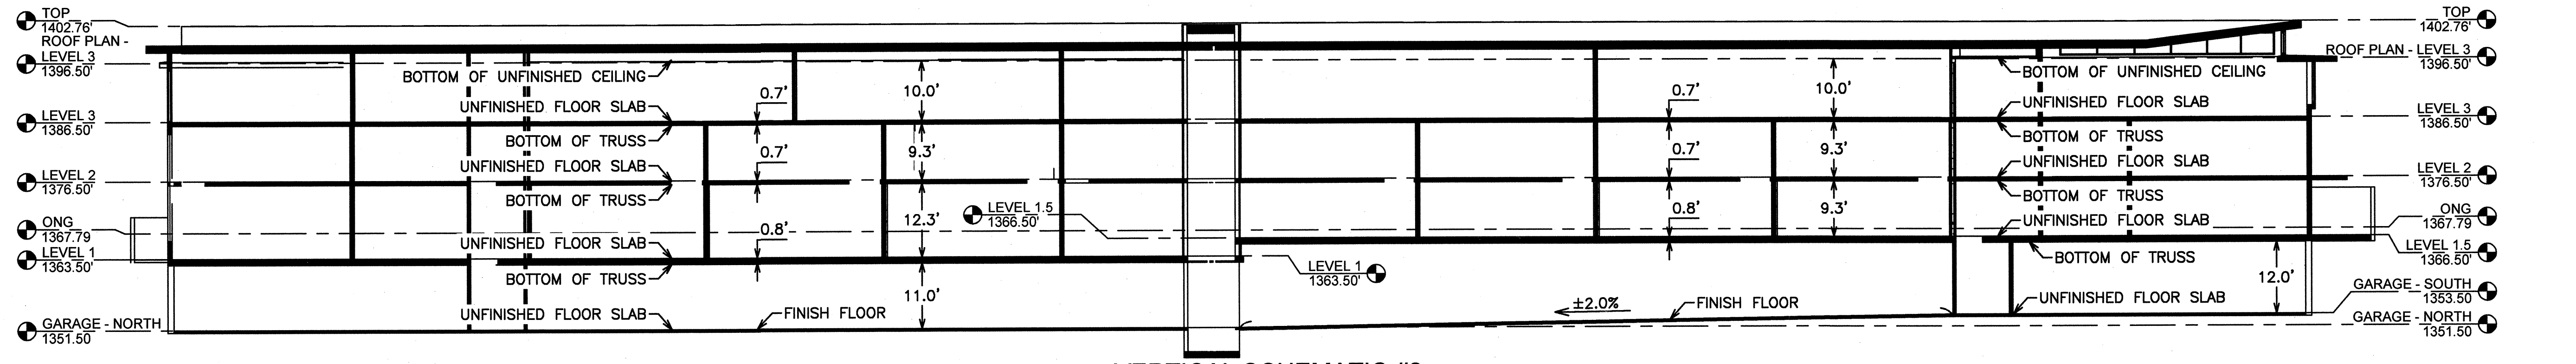 TOP
1402.76'
ROOF PLAN -
LEVEL 3
1396.50'
LEVEL 3
1386.50'
LEVEL 2
1376.50'
ONG
1367.79
LEVEL 1
1363.50'
GARAGE - NORTH
1351.50
BOTTOM OF UNFINISHED CEILING
UNFINISHED FLOOR SLAB
BOTTOM OF TRUSS
UNFINISHED FLOOR SLAB
BOTTOM OF TRUSS
UNFINISHED FLOOR SLAB
BOTTOM OF TRUSS
UNFINISHED FLOOR SLAB
FINISH FLOOR
0.7'
0.7'
0.8'
10.0'
9.3'
12.3'
11.0'
LEVEL 1.5
1366.50'
LEVEL 1
1363.50'
±2.0%
FINISH FLOOR
0.7'
0.7'
0.8'
10.0'
9.3'
9.3'
BOTTOM OF UNFINISHED CEILING
UNFINISHED FLOOR SLAB
BOTTOM OF TRUSS
UNFINISHED FLOOR SLAB
BOTTOM OF TRUSS
UNFINISHED FLOOR SLAB
BOTTOM OF TRUSS
UNFINISHED FLOOR SLAB
12.0'
TOP
1402.76'
ROOF PLAN - LEVEL 3
1396.50'
LEVEL 3
1386.50'
LEVEL 2
1376.50'
ONG
1367.79
LEVEL 1.5
1366.50'
GARAGE - SOUTH
1353.50
GARAGE - NORTH
1351.50